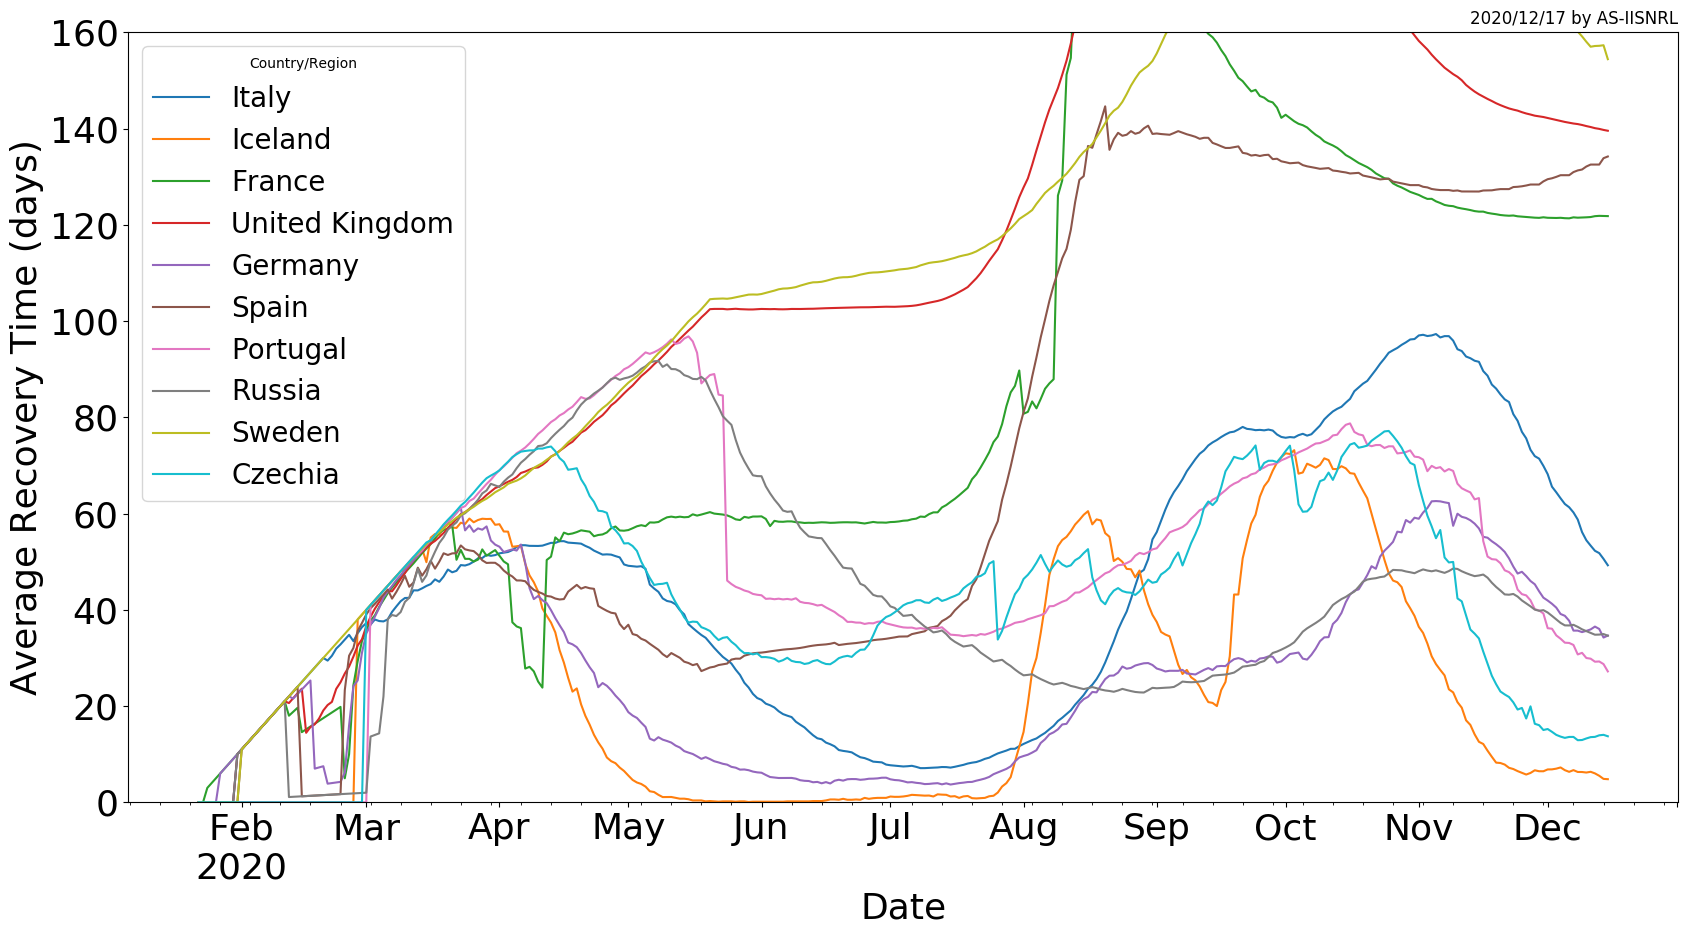 2020/12/17 by AS-IISNRL
160
140
120
100
80
60
40
20
0
Average Recovery Time (days)
Country/Region
Italy
Iceland
France
United Kingdom
Germany
Spain
Portugal
Russia
Sweden
Czechia
Feb Mar Apr May Jun Jul Aug Sep Oct Nov Dec
2020
Date